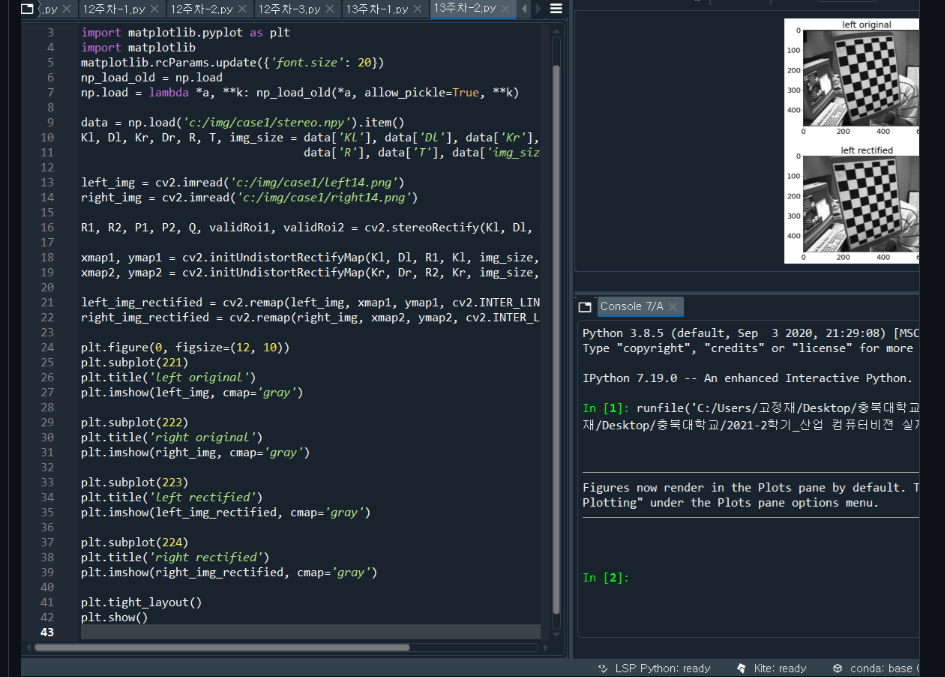 .py 12주차-1.py 12주차-2.py 12주차-3.py 13주차-1.py 13주차-2.py
3 import matplotlib.pyplot as plt
4 import matplotlib
5 matplotlib.rcParams.update({'font.size': 20})
6 np_load_old = np.load
7 np.load = lambda *a, **k: np_load_old(*a, allow_pickle=True, **k)
8
9 data = np.load('c:/img/case1/stereo.npy').item()
10 Kl, Dl, Kr, Dr, R, T, img_size = data['Kl'], data['Dl'], data['Kr'],
11 data['R'], data['T'], data['img_siz
12
13 left_img = cv2.imread('c:/img/case1/left14.png')
14 right_img = cv2.imread('c:/img/case1/right14.png')
15
16 R1, R2, P1, P2, Q, validRoi1, validRoi2 = cv2.stereoRectify(Kl, Dl,
17
18 xmap1, ymap1 = cv2.initUndistortRectifyMap(Kl, Dl, R1, Kl, img_size,
19 xmap2, ymap2 = cv2.initUndistortRectifyMap(Kr, Dr, R2, Kr, img_size,
20
21 left_img_rectified = cv2.remap(left_img, xmap1, ymap1, cv2.INTER_LIN
22 right_img_rectified = cv2.remap(right_img, xmap2, ymap2, cv2.INTER_L
23
24 plt.figure(0, figsize=(12, 10))
25 plt.subplot(221)
26 plt.title('left original')
27 plt.imshow(left_img, cmap='gray')
28
29 plt.subplot(222)
30 plt.title('right original')
31 plt.imshow(right_img, cmap='gray')
32
33 plt.subplot(223)
34 plt.title('left rectified')
35 plt.imshow(left_img_rectified, cmap='gray')
36
37 plt.subplot(224)
38 plt.title('right rectified')
39 plt.imshow(right_img_rectified, cmap='gray')
40
41 plt.tight_layout()
42 plt.show()
43
left original
0
100
200
300
400
0 200 400
left rectified
0
100
200
300
400
0 200 400
Console 7/A
Python 3.8.5 (default, Sep 3 2020, 21:29:08) [MSC
Type "copyright", "credits" or "license" for more
IPython 7.19.0 -- An enhanced Interactive Python.
In [1]: runfile('C:/Users/고정재/Desktop/충북대학교
재/Desktop/충북대학교/2021-2학기_산업 컴퓨터비젼 실
Figures now render in the Plots pane by default. T
Plotting" under the Plots pane options menu.
In [2]:
LSP Python: ready Kite: ready conda: base (